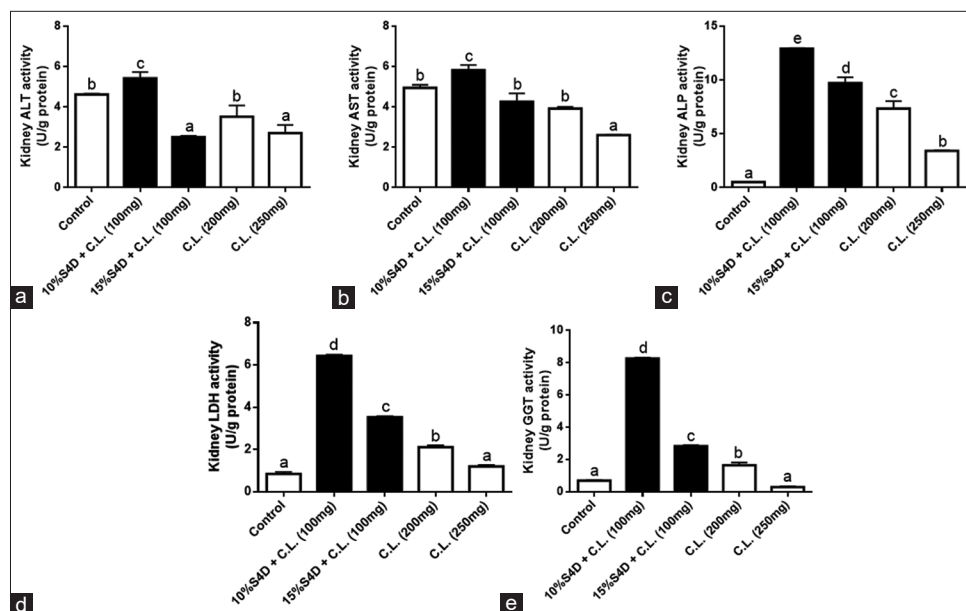 Kidney ALT activity
(U/g protein)
8
6
4
2
0
b
c
a
b
a
Control
10%S4D + C.L. (100mg)
15%S4D + C.L. (100mg)
C.L. (200mg)
C.L. (250mg)
a
Kidney AST activity
(U/g protein)
8
6
4
2
0
b
c
b
b
a
Control
10%S4D + C.L. (100mg)
15%S4D + C.L. (100mg)
C.L. (200mg)
C.L. (250mg)
b
Kidney ALP activity
(U/g protein)
15
10
5
0
a
e
d
c
b
Control
10%S4D + C.L. (100mg)
15%S4D + C.L. (100mg)
C.L. (200mg)
C.L. (250mg)
c
Kidney LDH activity
(U/g protein)
8
6
4
2
0
a
d
c
b
a
Control
10%S4D + C.L. (100mg)
15%S4D + C.L. (100mg)
C.L. (200mg)
C.L. (250mg)
d
Kidney GGT activity
(U/g protein)
10
8
6
4
2
0
a
d
c
b
a
Control
10%S4D + C.L. (100mg)
15%S4D + C.L. (100mg)
C.L. (200mg)
C.L. (250mg)
e